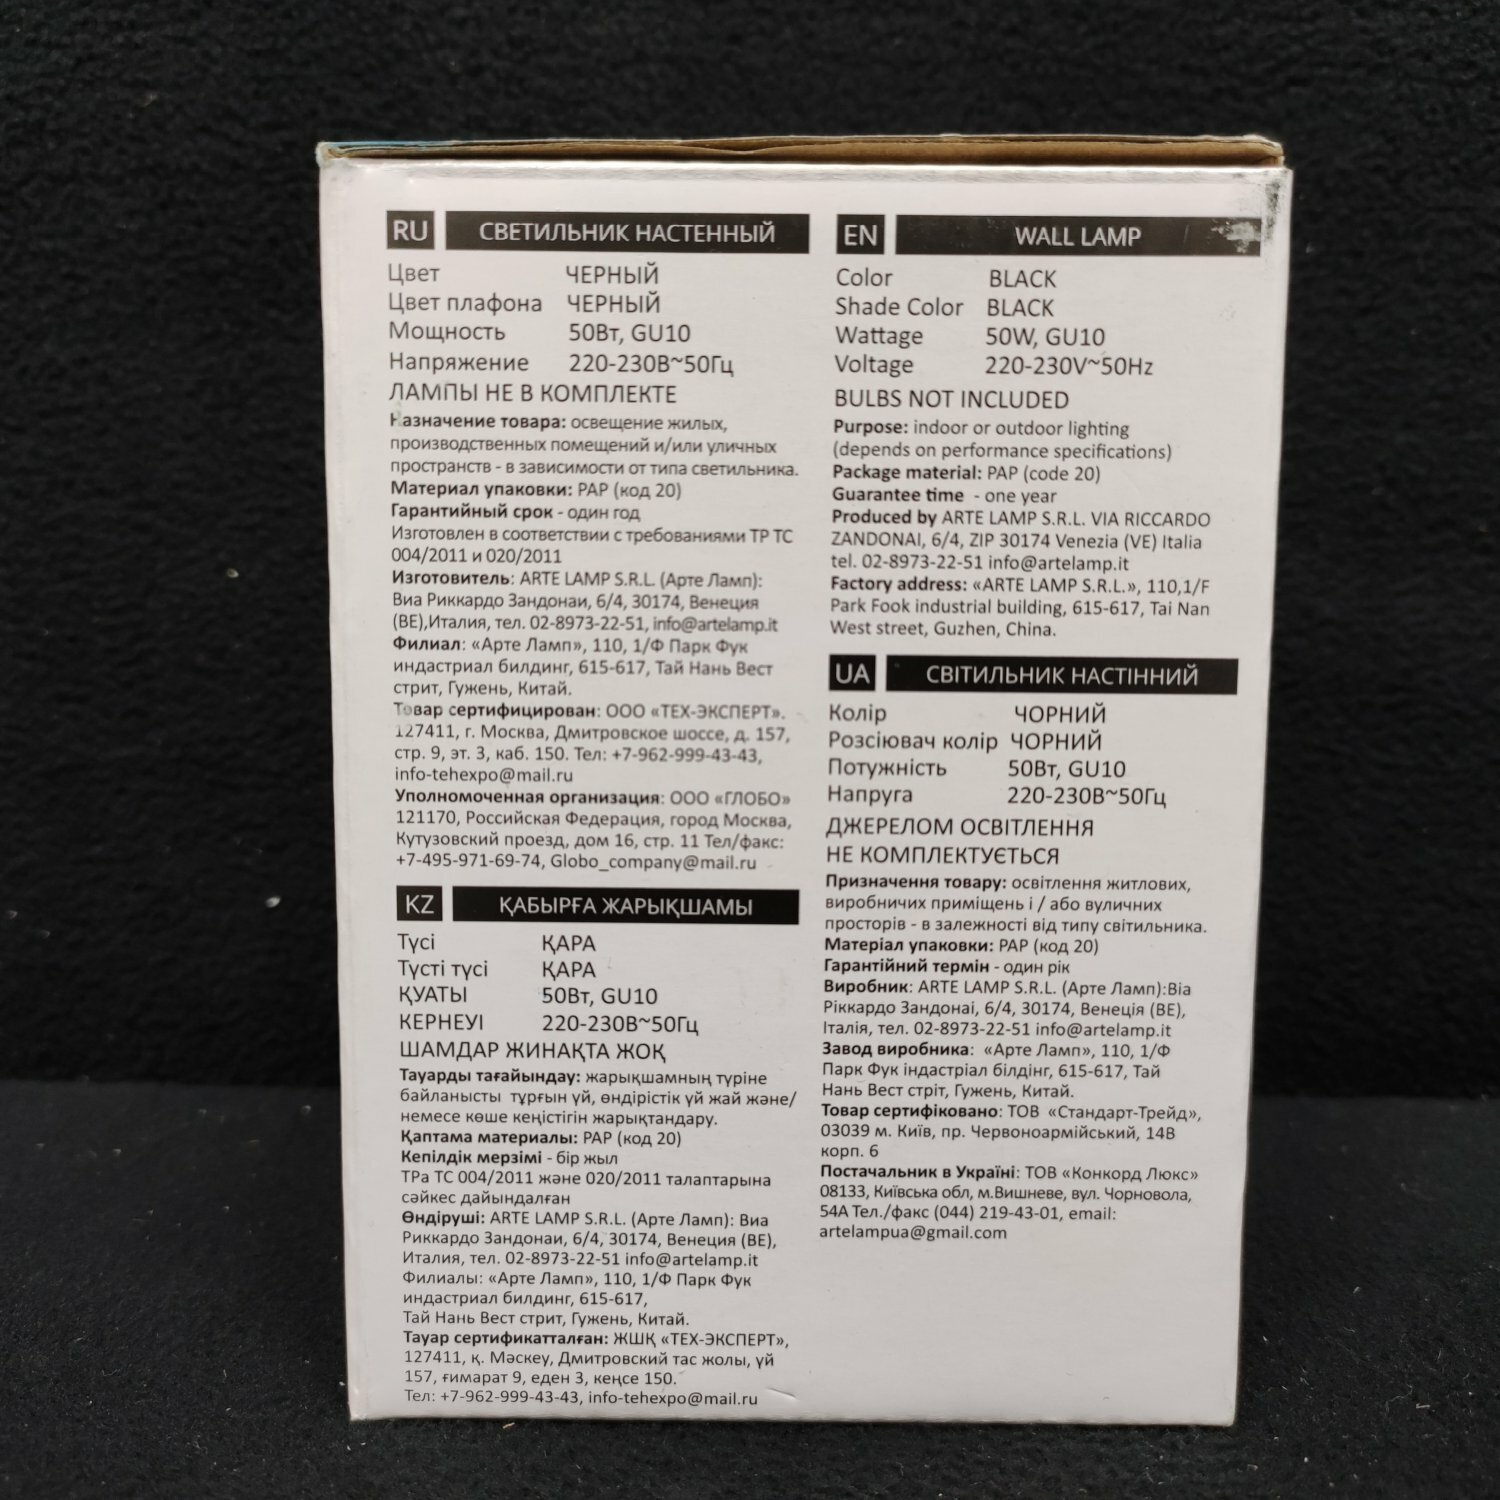 RU СВЕТИЛЬНИК НАСТЕННЫЙ
Цвет ЧЕРНЫЙ
Цвет плафона ЧЕРНЫЙ
Мощность 50Вт, GU10
Напряжение 220-230В~50Гц
ЛАМПЫ НЕ В КОМПЛЕКТЕ
Назначение товара: освещение жилых,
производственных помещений и/или уличных
пространств - в зависимости от типа светильника.
Материал упаковки: PAP (код 20)
Гарантийный срок - один год
Изготовлен в соответствии с требованиями ТР ТС
004/2011 и 020/2011
Изготовитель: ARTE LAMP S.R.L. (Арте Ламп):
Виа Риккардо Зандонаи, 6/4, 30174, Венеция
(ВЕ),Италия, тел. 02-8973-22-51, info@artelamp.it
Филиал: «Арте Ламп», 110, 1/Ф Парк Фук
индастриал билдинг, 615-617, Тай Нань Вест
стрит, Гужень, Китай.
Товар сертифицирован: ООО «ТЕХ-ЭКСПЕРТ».
127411, г. Москва, Дмитровское шоссе, д. 157,
стр. 9, эт. 3, каб. 150. Тел: +7-962-999-43-43,
info-tehexpo@mail.ru
Уполномоченная организация: ООО «ГЛОБО»
121170, Российская Федерация, город Москва,
Кутузовский проезд, дом 16, стр. 11 Тел/факс:
+7-495-971-69-74, Globo_company@mail.ru
KZ ҚАБЫРҒА ЖАРЫҚШАМЫ
Түсі ҚАРА
Түсті түсі ҚАРА
ҚУАТЫ 50Вт, GU10
КЕРНЕУІ 220-230В~50Гц
ШАМДАР ЖИНАҚТА ЖОҚ
Тауарды тағайындау: жарықшамның түріне
байланысты тұрғын үй, өндірістік үй жай және/
немесе көше кеңістігін жарықтандару.
Қаптама материалы: PAP (код 20)
Кепілдік мерзімі - бір жыл
ТРа ТС 004/2011 және 020/2011 талаптарына
сәйкес дайындалған
Өндіруші: ARTE LAMP S.R.L. (Арте Ламп): Виа
Риккардо Зандонаи, 6/4, 30174, Венеция (ВЕ),
Италия, тел. 02-8973-22-51 info@artelamp.it
Филиалы: «Арте Ламп», 110, 1/Ф Парк Фук
индастриал билдинг, 615-617,
Тай Нань Вест стрит, Гужень, Китай.
Тауар сертификатталған: ЖШҚ «ТЕХ-ЭКСПЕРТ»,
127411, қ. Мәскеу, Дмитровский тас жолы, үй
157, ғимарат 9, еден 3, кеңсе 150.
Тел: +7-962-999-43-43, info-tehexpo@mail.ru
EN WALL LAMP
Color BLACK
Shade Color BLACK
Wattage 50W, GU10
Voltage 220-230V~50Hz
BULBS NOT INCLUDED
Purpose: indoor or outdoor lighting
(depends on performance specifications)
Package material: PAP (code 20)
Guarantee time - one year
Produced by ARTE LAMP S.R.L. VIA RICCARDO
ZANDONAI, 6/4, ZIP 30174 Venezia (VE) Italia
tel. 02-8973-22-51 info@artelamp.it
Factory address: «ARTE LAMP S.R.L.», 110,1/F
Park Fook industrial building, 615-617, Tai Nan
West street, Guzhen, China.
UA СВІТИЛЬНИК НАСТІННИЙ
Колір ЧОРНИЙ
Розсіювач колір ЧОРНИЙ
Потужність 50Вт, GU10
Напруга 220-230В~50Гц
ДЖЕРЕЛОМ ОСВІТЛЕННЯ
НЕ КОМПЛЕКТУЄТЬСЯ
Призначення товару: освітлення житлових,
виробничих приміщень і / або вуличних
просторів - в залежності від типу світильника.
Матеріал упаковки: PAP (код 20)
Гарантійний термін - один рік
Виробник: ARTE LAMP S.R.L. (Арте Ламп):Віа
Ріккардо Зандонаі, 6/4, 30174, Венеція (ВЕ),
Італія, тел. 02-8973-22-51 info@artelamp.it
Завод виробника: «Арте Ламп», 110, 1/Ф
Парк Фук індастріал білдінг, 615-617, Тай
Нань Вест стріт, Гужень, Китай.
Товар сертифіковано: ТОВ «Стандарт-Трейд»,
03039 м. Київ, пр. Червоноармійський, 14В
корп. 6
Постачальник в Україні: ТОВ «Конкорд Люкс»
08133, Київська обл, м.Вишневе, вул. Чорновола,
54А Тел./факс (044) 219-43-01, email:
artelampua@gmail.com